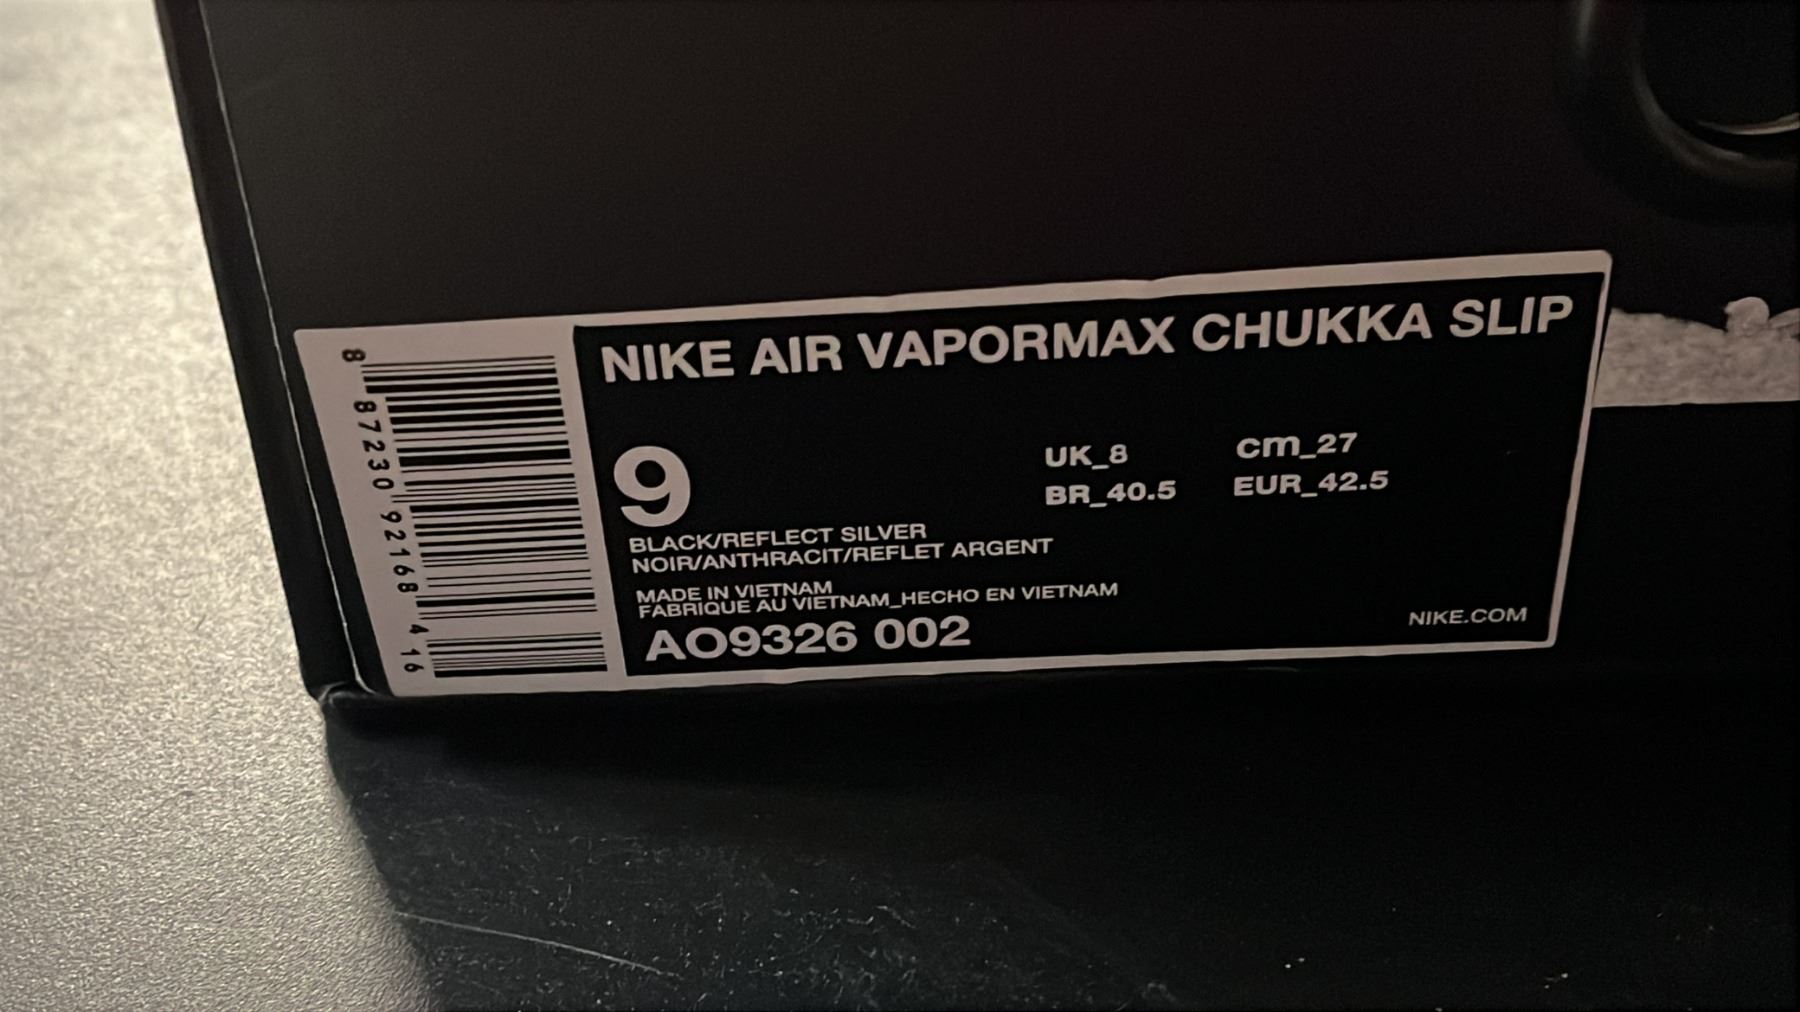 NIKE AIR VAPORMAX CHUKKA SLIP
9
UK_8 cm_27
BR_40.5 EUR_42.5
BLACK/REFLECT SILVER
NOIR/ANTHRACIT/REFLET ARGENT
MADE IN VIETNAM
FABRIQUE AU VIETNAM_HECHO EN VIETNAM
AO9326 002
NIKE.COM
8 87230 92168 4 16